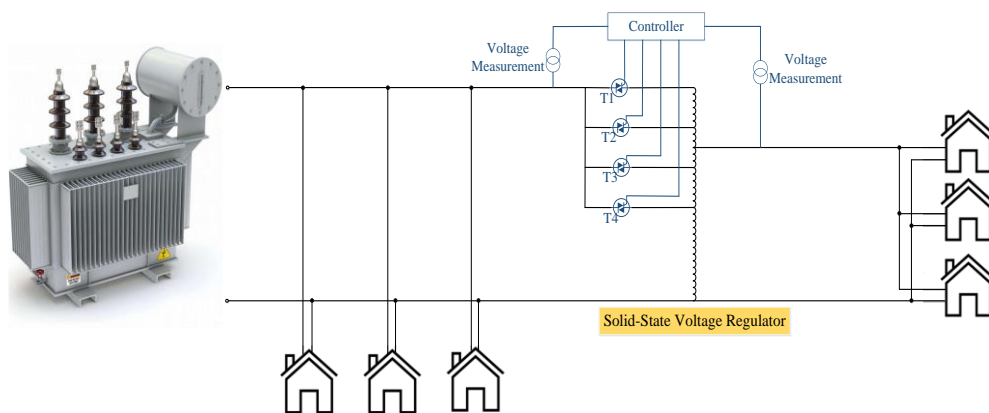 Controller
Voltage
Measurement
Voltage
Measurement
T1
T2
T3
T4
Solid-State Voltage Regulator